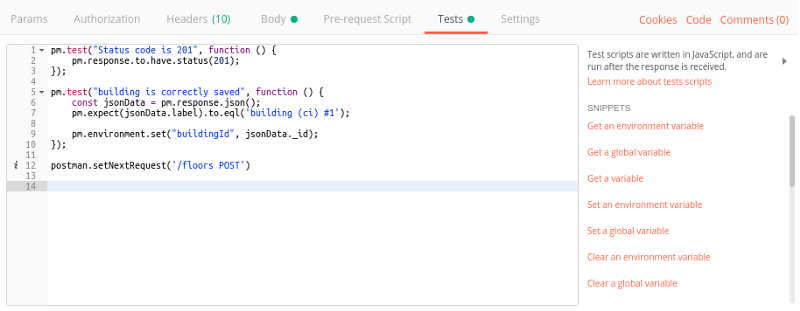 Params Authorization Headers (10) Body Pre-request Script Tests Settings Cookies Code Comments (0)
1 pm.test("Status code is 201", function () {
2 pm.response.to.have.status(201);
3 });
4
5 pm.test("building is correctly saved", function () {
6 const jsonData = pm.response.json();
7 pm.expect(jsonData.label).to.eql('building (ci) #1');
8
9 pm.environment.set("buildingId", jsonData._id);
10 });
11
i 12 postman.setNextRequest('/floors POST')
13
14
Test scripts are written in JavaScript, and are
run after the response is received.
Learn more about tests scripts
SNIPPETS
Get an environment variable
Get a global variable
Get a variable
Set an environment variable
Set a global variable
Clear an environment variable
Clear a global variable